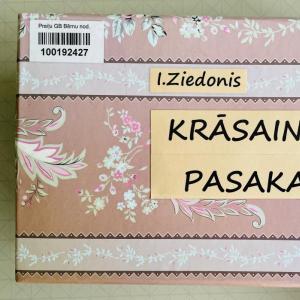 Preiļu GB Bērnu nod.
100192427
I.Ziedonis
KRĀSAIN
PASAKA